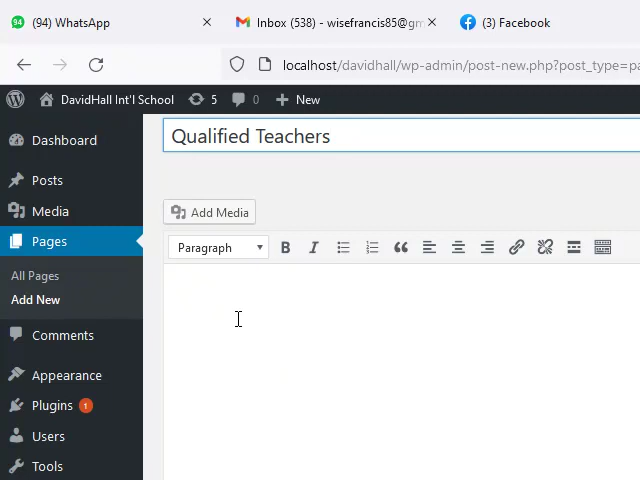 (94) WhatsApp
Inbox (538) - wisefrancis85@gm
(3) Facebook
localhost/davidhall/wp-admin/post-new.php?post_type=pa
DavidHall Int'l School 5 0 New
Dashboard
Posts
Media
Pages
All Pages
Add New
Comments
Appearance
Plugins 1
Users
Tools
Qualified Teachers
Add Media
Paragraph B I